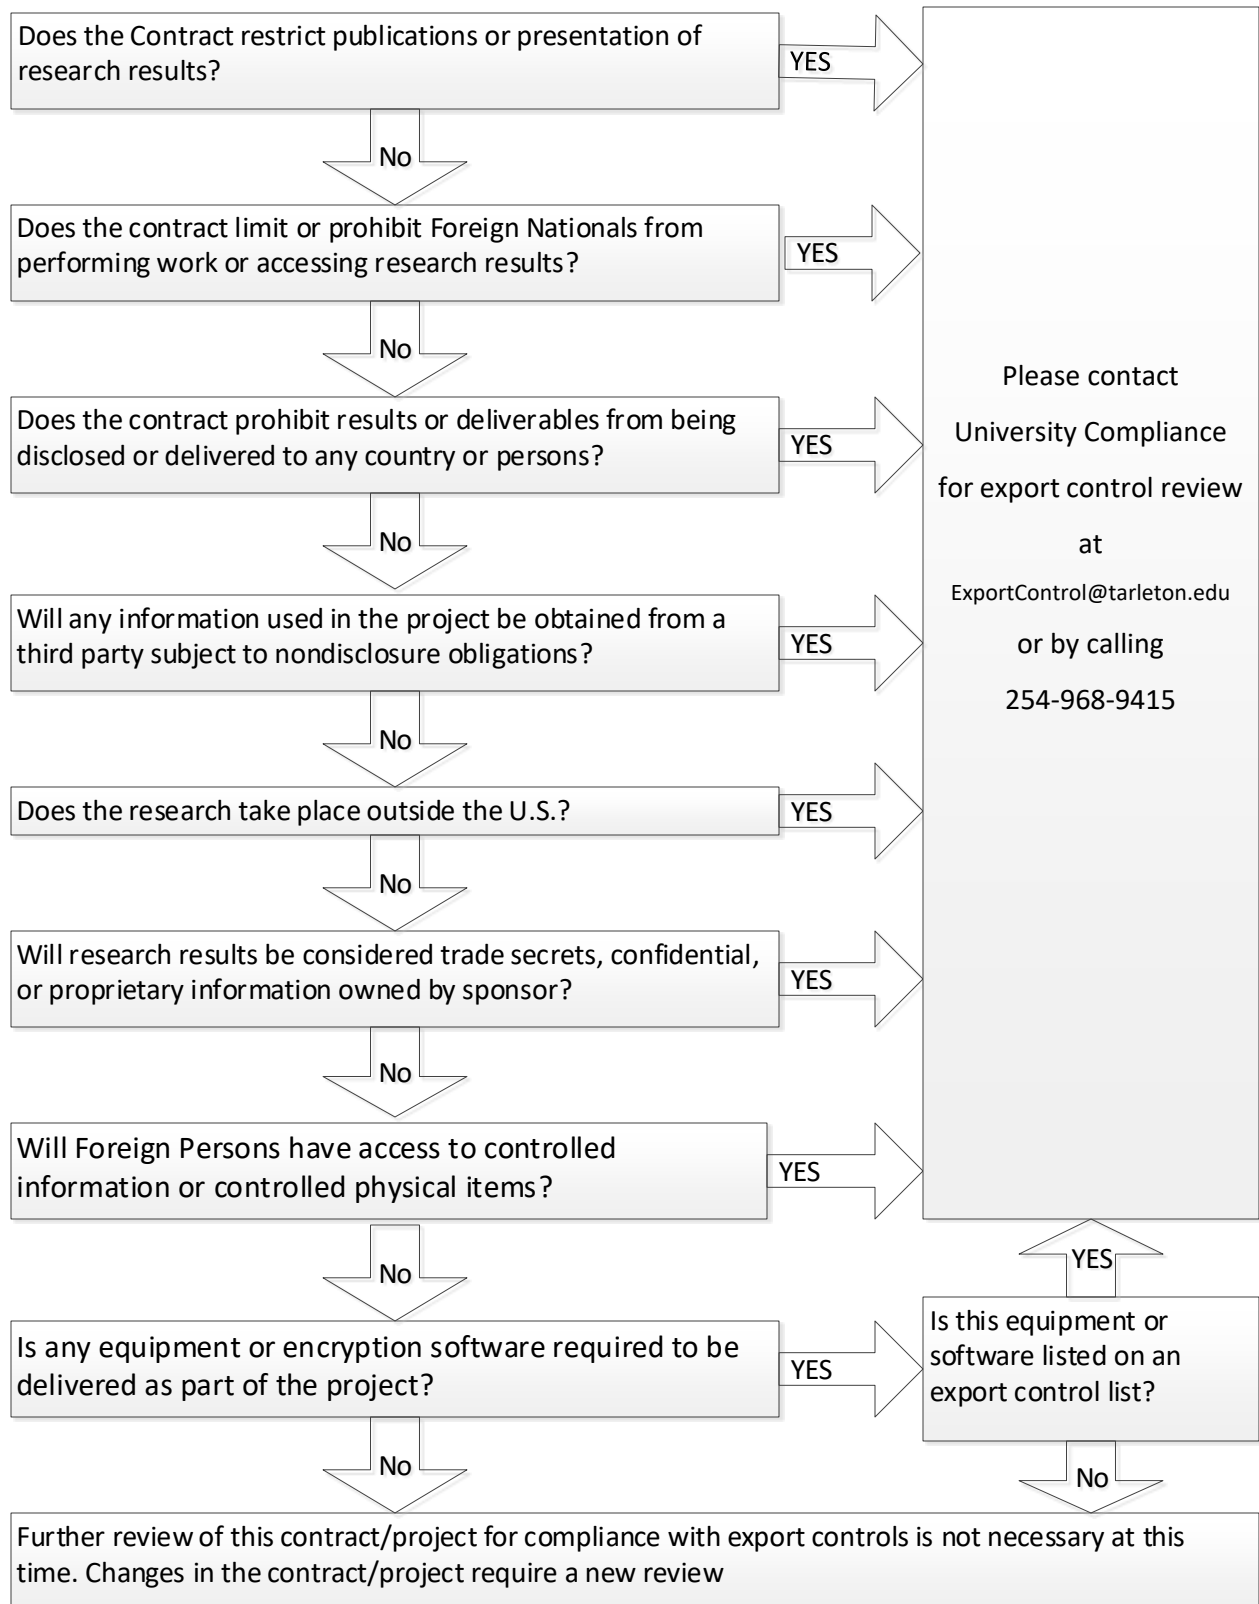 Does the Contract restrict publications or presentation of
research results?
YES
No
Does the contract limit or prohibit Foreign Nationals from
performing work or accessing research results?
YES
No
Does the contract prohibit results or deliverables from being
disclosed or delivered to any country or persons?
YES
No
Will any information used in the project be obtained from a
third party subject to nondisclosure obligations?
YES
No
Does the research take place outside the U.S.?
YES
No
Will research results be considered trade secrets, confidential,
or proprietary information owned by sponsor?
YES
No
Will Foreign Persons have access to controlled
information or controlled physical items?
YES
No
Is any equipment or encryption software required to be
delivered as part of the project?
YES
No
Is this equipment or
software listed on an
export control list?
YES
No
Please contact
University Compliance
for export control review
at
ExportControl@tarleton.edu
or by calling
254-968-9415
Further review of this contract/project for compliance with export controls is not necessary at this
time. Changes in the contract/project require a new review